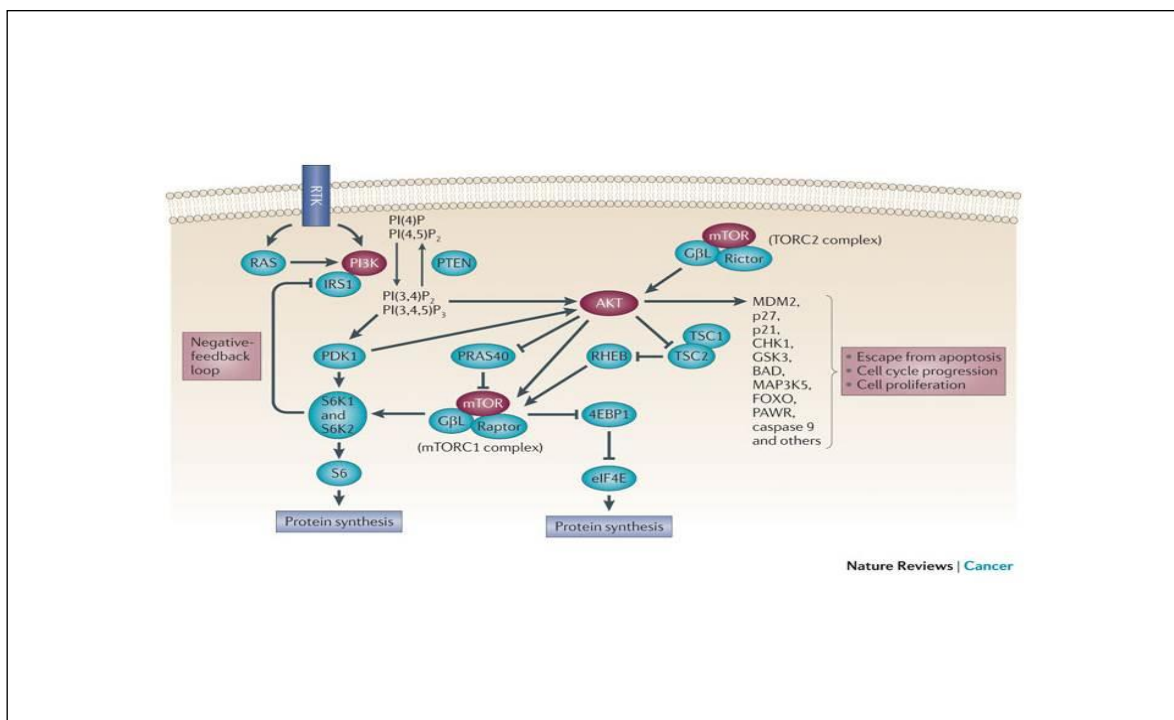 RTK
PI(4)P
PI(4,5)P₂
RAS
PI3K
IRS1
PTEN
PI(3,4)P₂
PI(3,4,5)P₃
mTOR
GβL
Rictor
(TORC2 complex)
AKT
Negative-
feedback
loop
PDK1
PRAS40
RHEB
TSC1
TSC2
MDM2,
p27,
p21,
CHK1,
GSK3,
BAD,
MAP3K5,
FOXO,
PAWR,
caspase 9
and others
• Escape from apoptosis
• Cell cycle progression
• Cell proliferation
S6K1
and
S6K2
mTOR
GβL
Raptor
(mTORC1 complex)
4EBP1
S6
eIF4E
Protein synthesis
Protein synthesis
Nature Reviews | Cancer